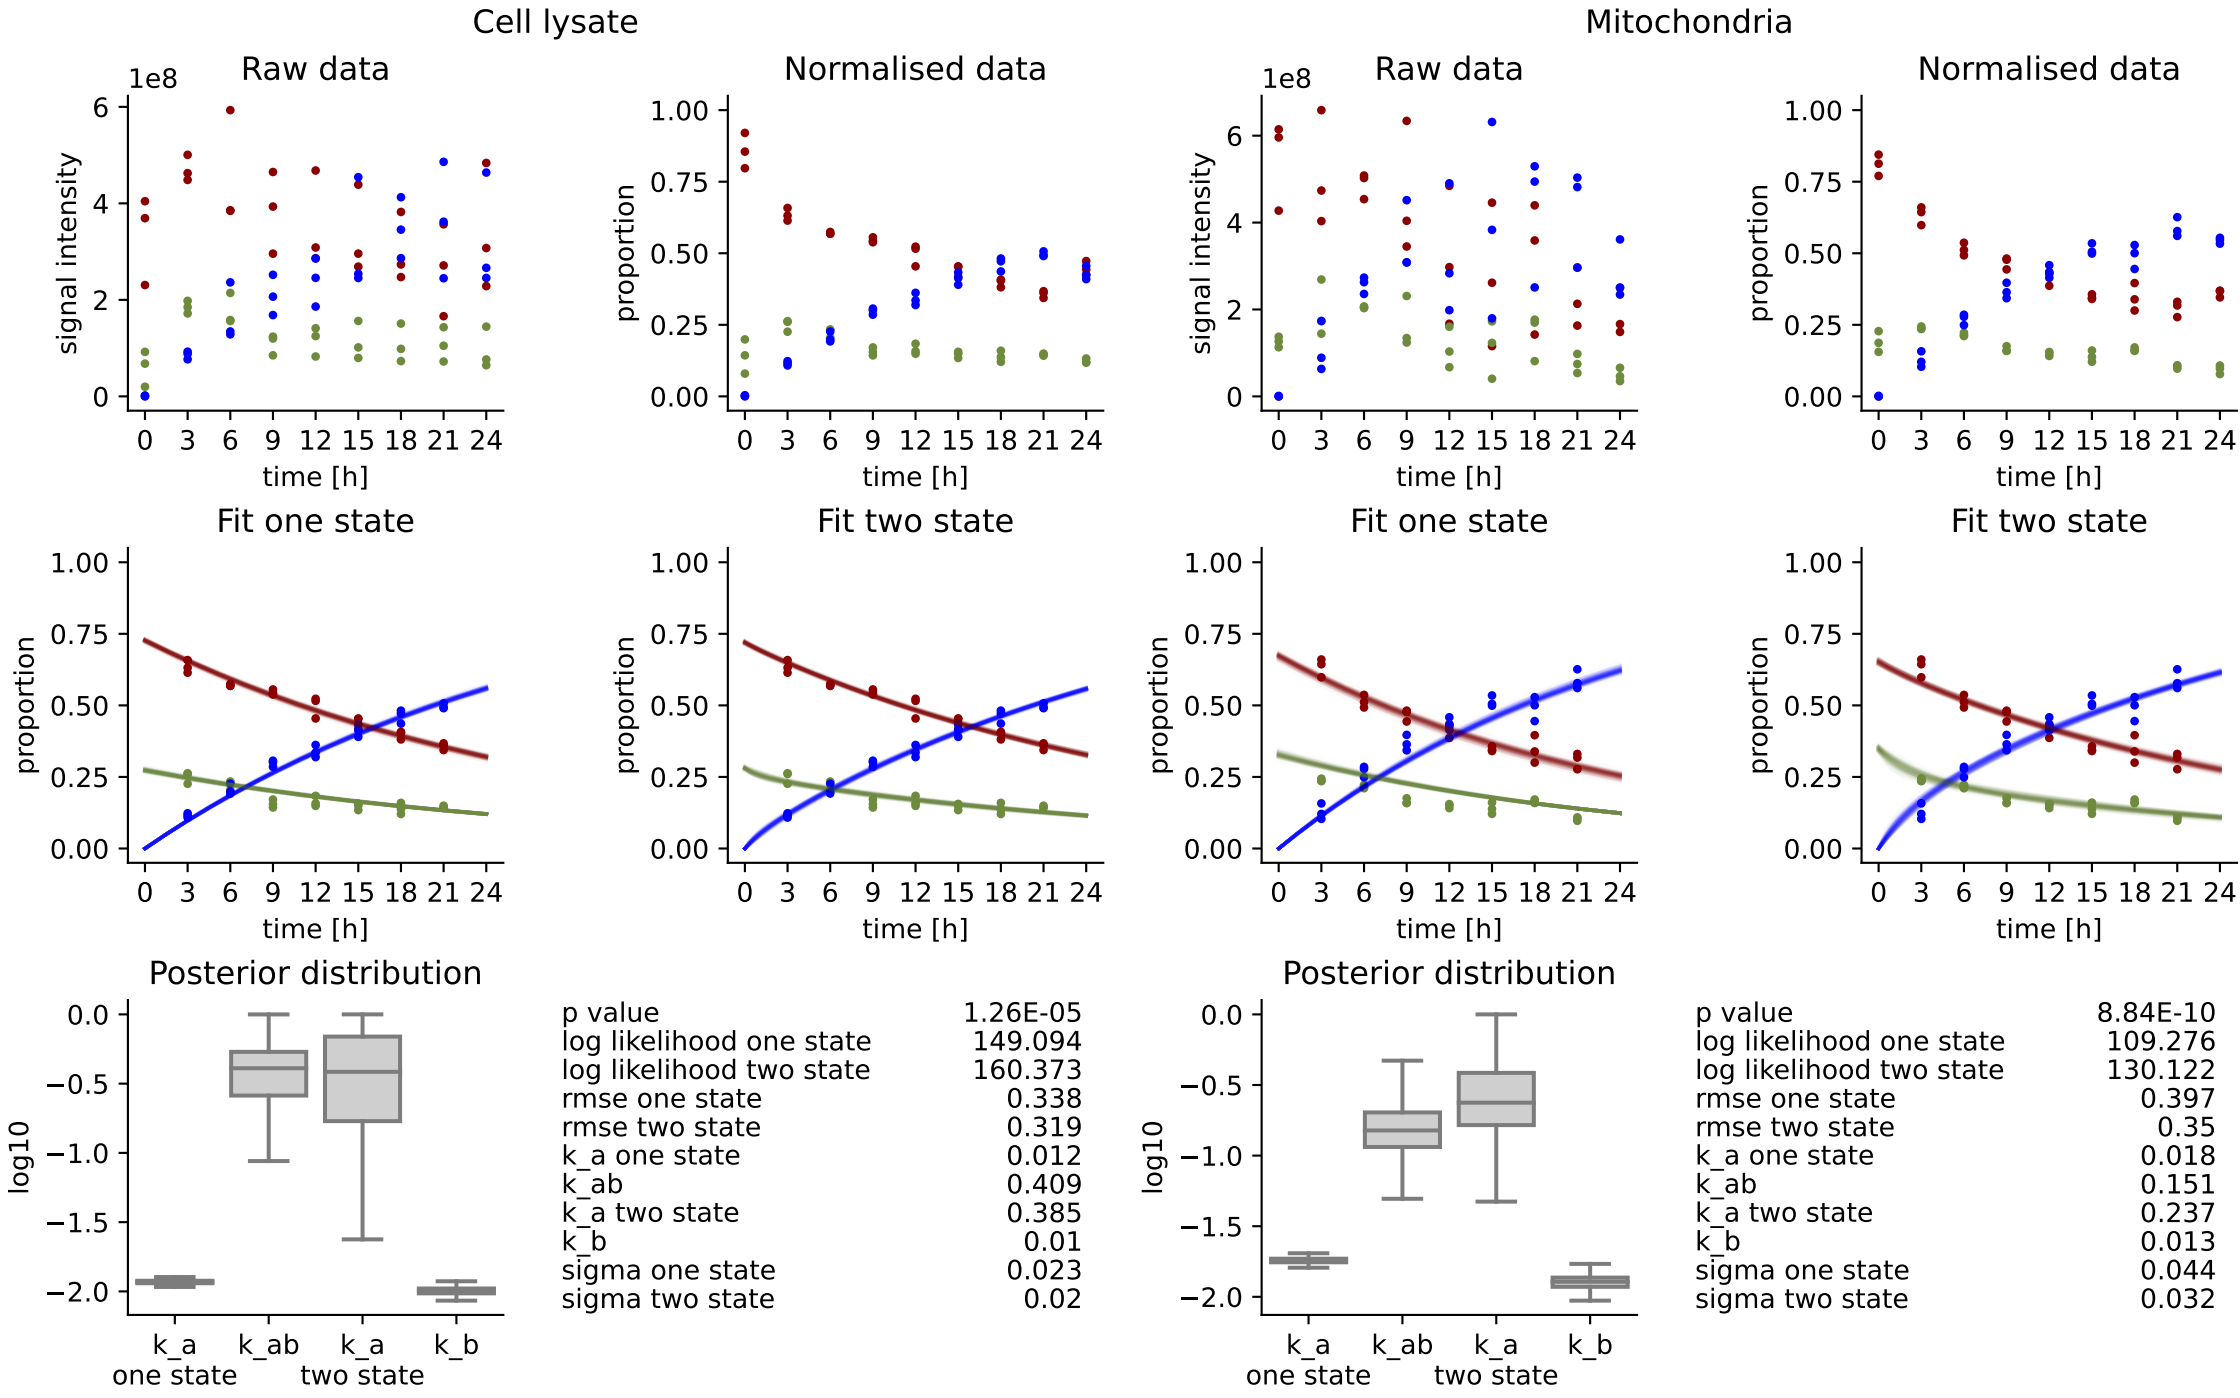 Cell lysate
Mitochondria
Raw data
Normalised data
Raw data
Normalised data
1e8
6
4
2
0
signal intensity
0 3 6 9 12 15 18 21 24
time [h]
1.00
0.75
0.50
0.25
0.00
proportion
0 3 6 9 12 15 18 21 24
time [h]
1e8
6
4
2
0
signal intensity
0 3 6 9 12 15 18 21 24
time [h]
1.00
0.75
0.50
0.25
0.00
proportion
0 3 6 9 12 15 18 21 24
time [h]
Fit one state
Fit two state
Fit one state
Fit two state
1.00
0.75
0.50
0.25
0.00
proportion
0 3 6 9 12 15 18 21 24
time [h]
1.00
0.75
0.50
0.25
0.00
proportion
0 3 6 9 12 15 18 21 24
time [h]
1.00
0.75
0.50
0.25
0.00
proportion
0 3 6 9 12 15 18 21 24
time [h]
1.00
0.75
0.50
0.25
0.00
proportion
0 3 6 9 12 15 18 21 24
time [h]
Posterior distribution
0.0
−0.5
−1.0
−1.5
−2.0
log10
k_a k_ab k_a k_b
one state two state
p value 1.26E-05
log likelihood one state 149.094
log likelihood two state 160.373
rmse one state 0.338
rmse two state 0.319
k_a one state 0.012
k_ab 0.409
k_a two state 0.385
k_b 0.01
sigma one state 0.023
sigma two state 0.02
Posterior distribution
0.0
−0.5
−1.0
−1.5
−2.0
log10
k_a k_ab k_a k_b
one state two state
p value 8.84E-10
log likelihood one state 109.276
log likelihood two state 130.122
rmse one state 0.397
rmse two state 0.35
k_a one state 0.018
k_ab 0.151
k_a two state 0.237
k_b 0.013
sigma one state 0.044
sigma two state 0.032